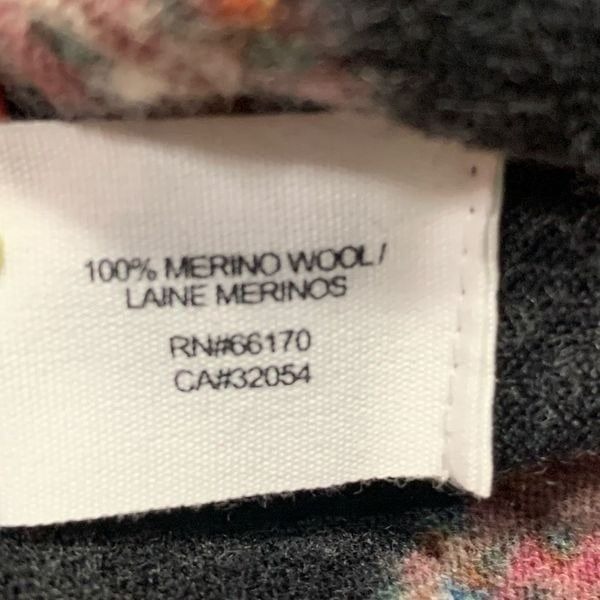 100% MERINO WOOL /
LAINE MERINOS
RN#66170
CA#32054